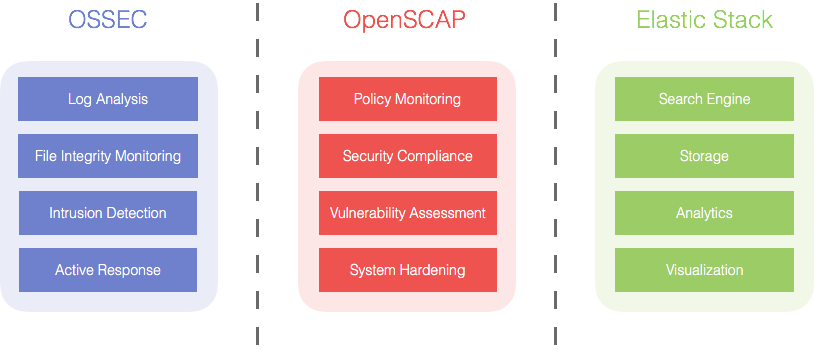 OSSEC
Log Analysis
File Integrity Monitoring
Intrusion Detection
Active Response
OpenSCAP
Policy Monitoring
Security Compliance
Vulnerability Assessment
System Hardening
Elastic Stack
Search Engine
Storage
Analytics
Visualization